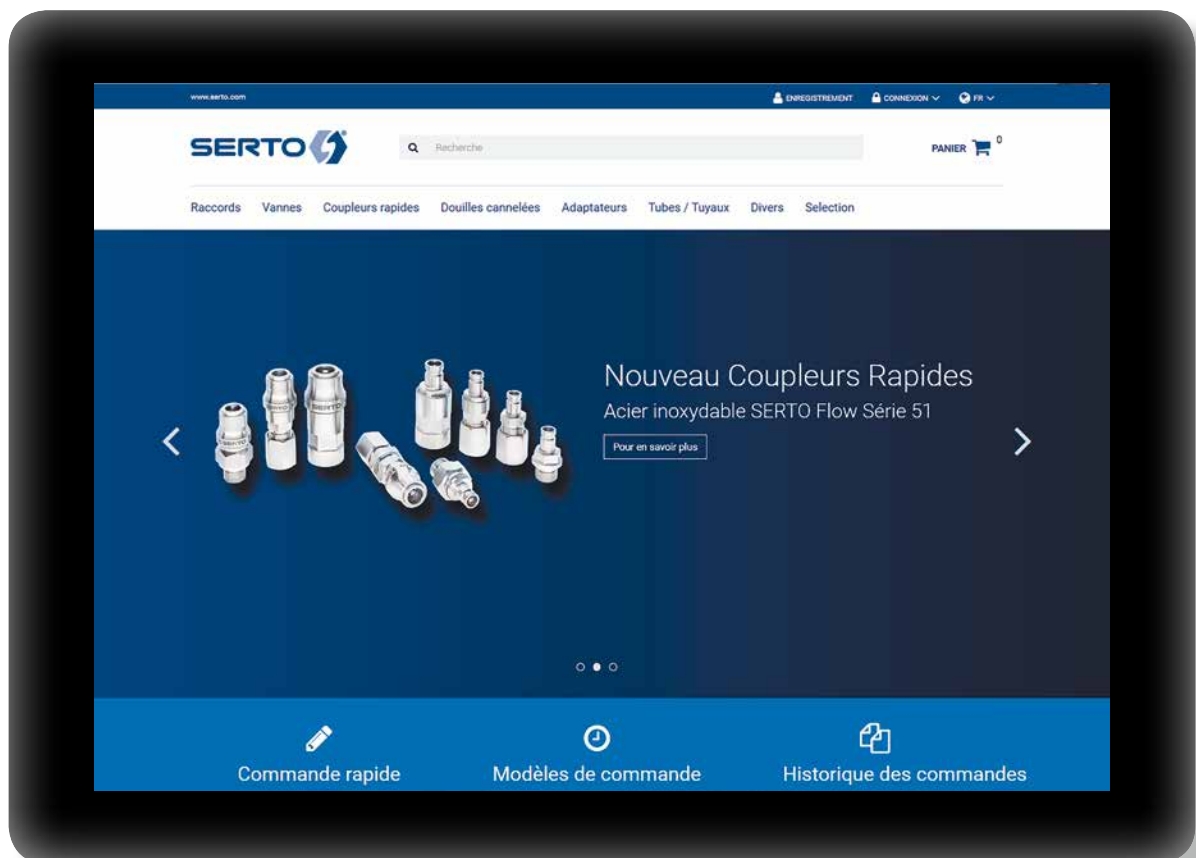 www.serto.com
ENREGISTREMENT CONNEXION FR
SERTO
Recherche
PANIER 0
Raccords Vannes Coupleurs rapides Douilles cannelées Adaptateurs Tubes / Tuyaux Divers Selection
Nouveau Coupleurs Rapides
Acier inoxydable SERTO Flow Série 51
Pour en savoir plus
SERTO
Commande rapide Modèles de commande Historique des commandes